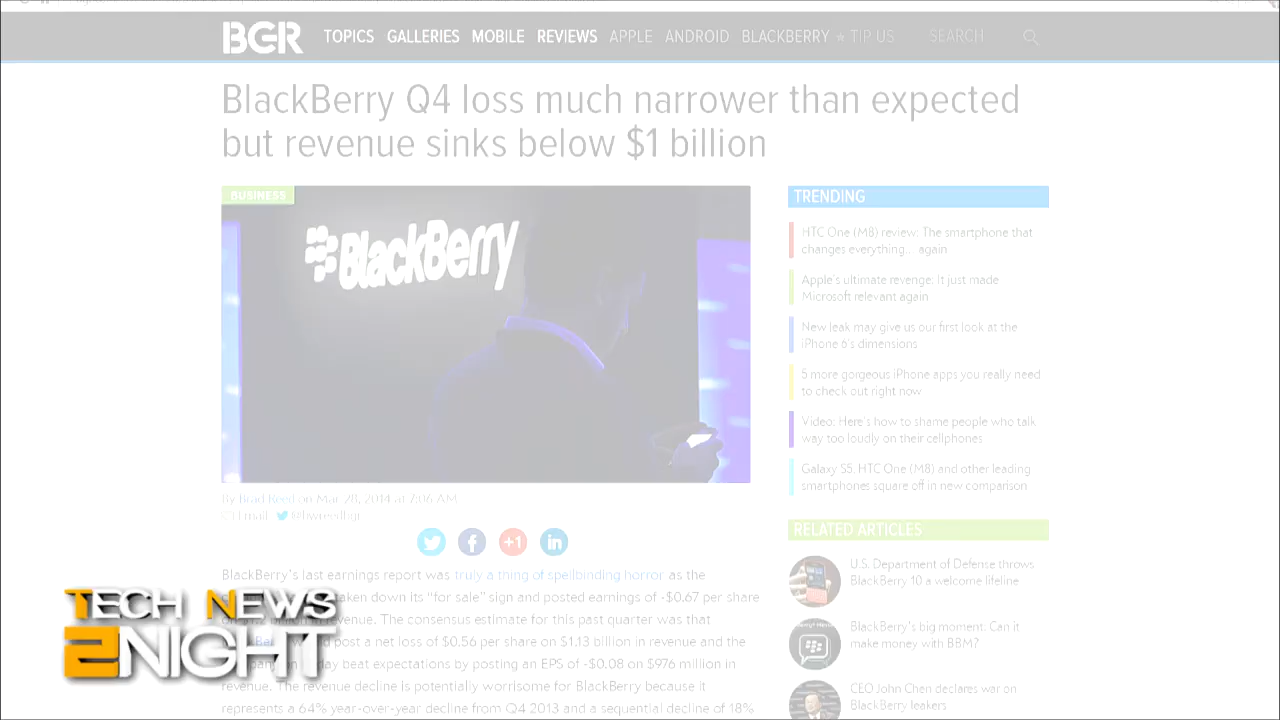 BGR TOPICS GALLERIES MOBILE REVIEWS APPLE ANDROID BLACKBERRY ★ TIP US SEARCH
BlackBerry Q4 loss much narrower than expected
but revenue sinks below $1 billion
BUSINESS
BlackBerry
By Brad Reed on Mar 28, 2014 at 7:06 AM
Email @bwreedbgr
+1
in
BlackBerry's last earnings report was truly a thing of spellbinding horror as the
taken down its "for sale" sign and posted earnings of -$0.67 per share
revenue. The consensus estimate for this past quarter was that
post a net loss of $0.56 per share on $1.13 billion in revenue and the
beat expectations by posting an EPS of -$0.08 on $976 million in
revenue. The revenue decline is potentially worrisome for BlackBerry because it
represents a 64% year-over-year decline from Q4 and a sequential decline of 18%
TRENDING
HTC One (M8) review: The smartphone that
changes everything... again
Apple's ultimate revenge: It just made
Microsoft relevant again
New leak may give us our first look at the
iPhone 6's dimensions
5 more gorgeous iPhone apps you really need
to check out right now
Video: Here's how to shame people who talk
way too loudly on their cellphones
Galaxy S5, HTC One (M8) and other leading
smartphones square off in new comparison
RELATED ARTICLES
U.S. Department of Defense throws
BlackBerry 10 a welcome lifeline
BlackBerry's big moment: Can it
make money with BBM?
CEO John Chen declares war on
BlackBerry leakers
TECH NEWS
2NIGHT